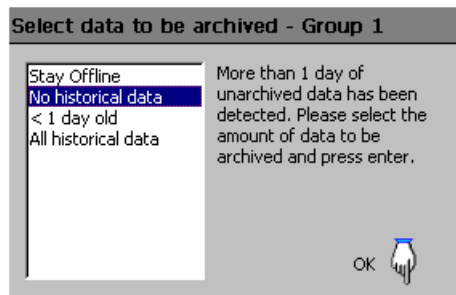 Select data to be archived - Group 1
Stay Offline
No historical data
< 1 day old
All historical data
More than 1 day of
unarchived data has been
detected. Please select the
amount of data to be
archived and press enter.
OK